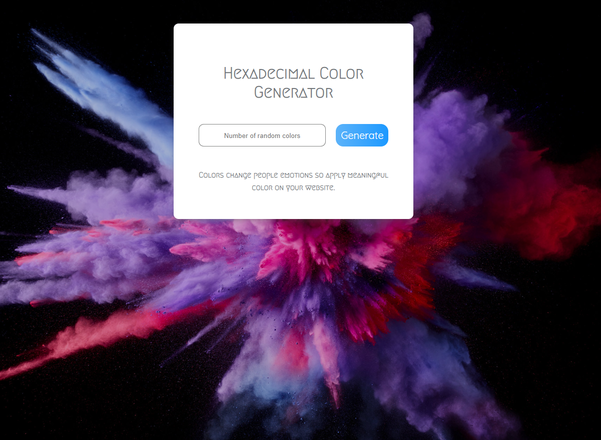 Hexadecimal Color
Generator
Number of random colors
Generate
Colors change people emotions so apply meaningful
color on your website.